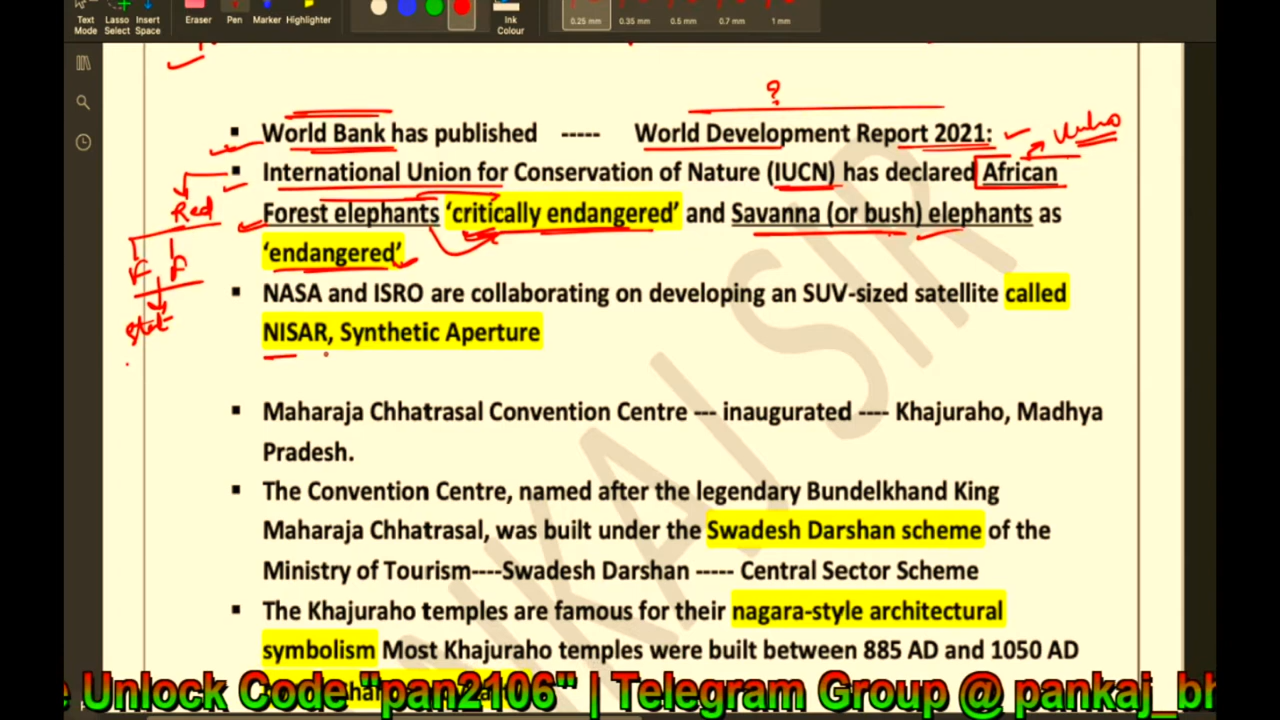 Text Mode
Lasso Select
Insert Space
Eraser
Pen
Marker
Highlighter
Ink Colour
0.25 mm
0.35 mm
0.5 mm
0.7 mm
1 mm
?
World Bank has published ----- World Development Report 2021:
International Union for Conservation of Nature (IUCN) has declared African
Red
Forest elephants ‘critically endangered’ and Savanna (or bush) elephants as
‘endangered’
F F
NASA and ISRO are collaborating on developing an SUV-sized satellite called
NISAR, Synthetic Aperture
Maharaja Chhatrasal Convention Centre --- inaugurated ---- Khajuraho, Madhya
Pradesh.
The Convention Centre, named after the legendary Bundelkhand King
Maharaja Chhatrasal, was built under the Swadesh Darshan scheme of the
Ministry of Tourism----Swadesh Darshan ----- Central Sector Scheme
The Khajuraho temples are famous for their nagara-style architectural
symbolism Most Khajuraho temples were built between 885 AD and 1050 AD
Unlock Code "pan2106" | Telegram Group @ pankaj_bh
PANKAJ SIR